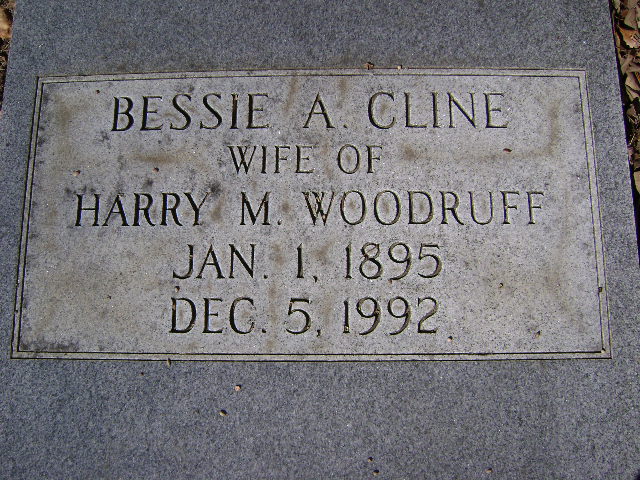 BESSIE A. CLINE
WIFE OF
HARRY M. WOODRUFF
JAN. 1, 1895
DEC. 5, 1992